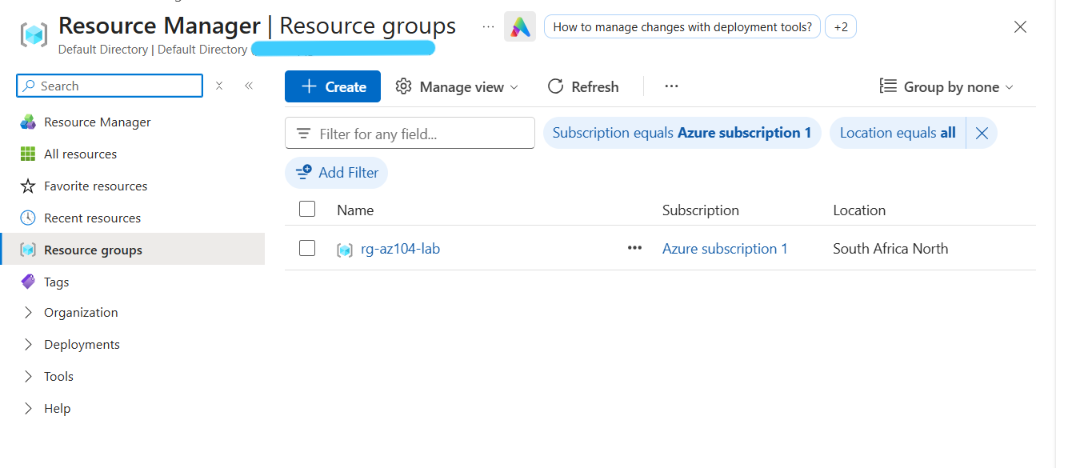 Resource Manager | Resource groups
How to manage changes with deployment tools?
+2
Default Directory | Default Directory
Search
Resource Manager
All resources
Favorite resources
Recent resources
Resource groups
Tags
Organization
Deployments
Tools
Help
Create
Manage view
Refresh
Group by none
Filter for any field...
Subscription equals Azure subscription 1
Location equals all
Add Filter
Name Subscription Location
rg-az104-lab Azure subscription 1 South Africa North